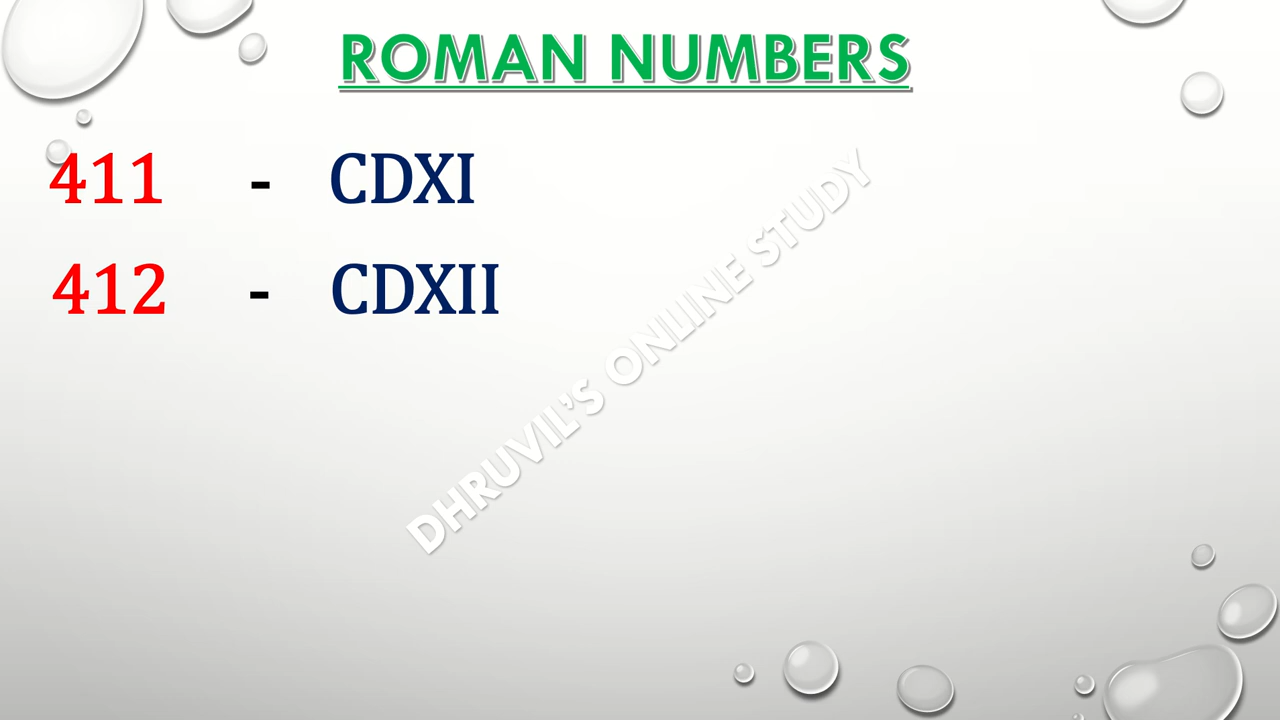 ROMAN NUMBERS
411 - CDXI
412 - CDXII
DHRUVIL'S ONLINE STUDY